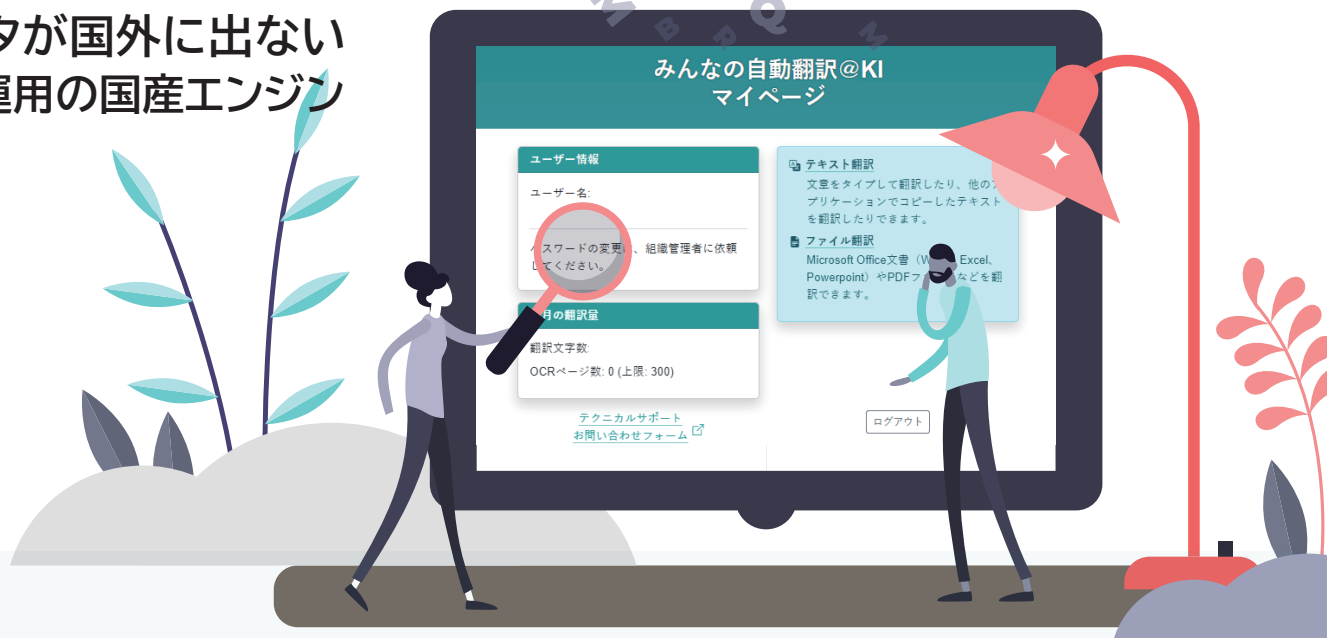 タが国外に出ない
運用の国産エンジン
M
B
R
Q
M
みんなの自動翻訳@KI
マイページ
ユーザー情報
ユーザー名:
パスワードの変更は、組織管理者に依頼
してください。
月の翻訳量
翻訳文字数:
OCRページ数: 0 (上限: 300)
テクニカルサポート
お問い合わせフォーム
テキスト翻訳
文章をタイプして翻訳したり、他のア
プリケーションでコピーしたテキスト
を翻訳したりできます。
ファイル翻訳
Microsoft Office文書（W Excel、
Powerpoint）やPDFフ などを翻
訳できます。
ログアウト